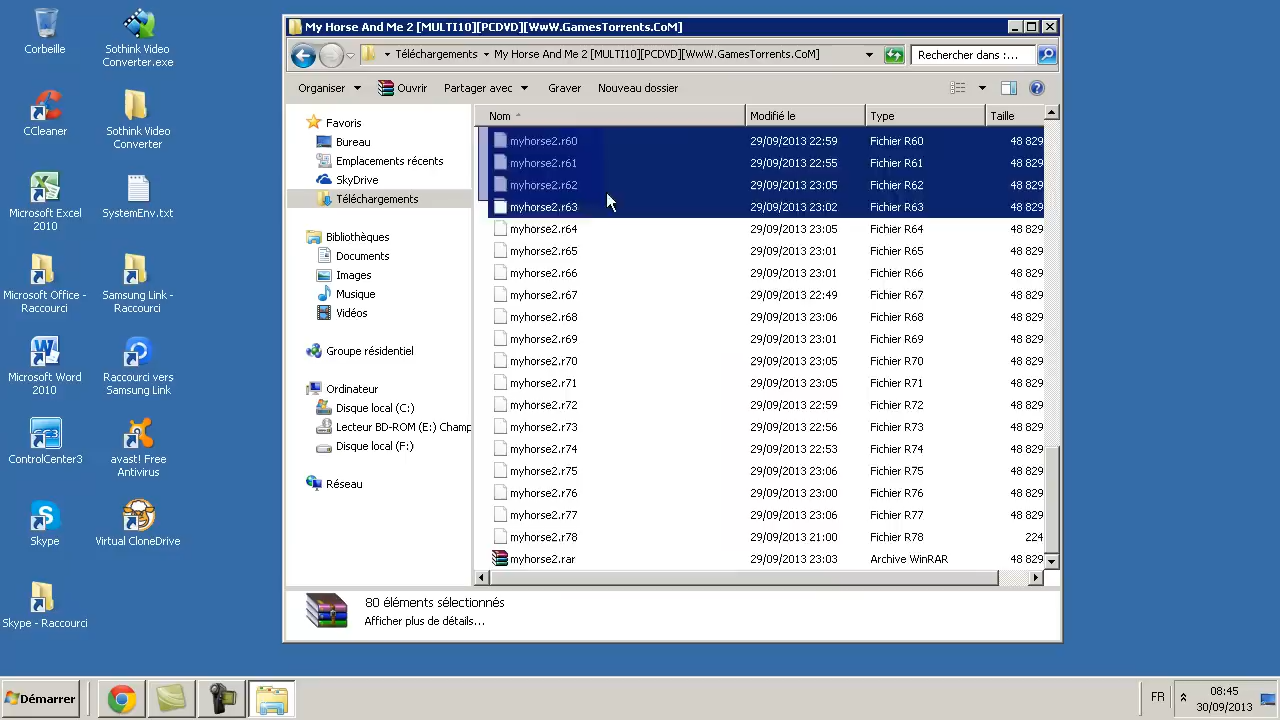 Corbeille
Sothink Video
Converter.exe
CCleaner
Sothink Video
Converter
Microsoft Excel
2010
SystemEnv.txt
Microsoft Office -
Raccourci
Samsung Link -
Raccourci
Microsoft Word
2010
Raccourci vers
Samsung Link
ControlCenter3
avast! Free
Antivirus
Skype
Virtual CloneDrive
Skype - Raccourci
My Horse And Me 2 [MULTI10][PCDVD][WwW.GamesTorrents.CoM]
Téléchargements
My Horse And Me 2 [MULTI10][PCDVD][WwW.GamesTorrents.CoM]
Rechercher dans :...
Organiser
Ouvrir
Partager avec
Graver
Nouveau dossier
Favoris
Bureau
Emplacements récents
SkyDrive
Téléchargements
Bibliothèques
Documents
Images
Musique
Vidéos
Groupe résidentiel
Ordinateur
Disque local (C:)
Lecteur BD-ROM (E:) Champ
Disque local (F:)
Réseau
Nom Modifié le Type Taille
myhorse2.r60 29/09/2013 22:59 Fichier R60 48 829
myhorse2.r61 29/09/2013 22:55 Fichier R61 48 829
myhorse2.r62 29/09/2013 23:05 Fichier R62 48 829
myhorse2.r63 29/09/2013 23:02 Fichier R63 48 829
myhorse2.r64 29/09/2013 23:05 Fichier R64 48 829
myhorse2.r65 29/09/2013 23:01 Fichier R65 48 829
myhorse2.r66 29/09/2013 23:01 Fichier R66 48 829
myhorse2.r67 29/09/2013 22:49 Fichier R67 48 829
myhorse2.r68 29/09/2013 23:06 Fichier R68 48 829
myhorse2.r69 29/09/2013 23:01 Fichier R69 48 829
myhorse2.r70 29/09/2013 23:05 Fichier R70 48 829
myhorse2.r71 29/09/2013 23:05 Fichier R71 48 829
myhorse2.r72 29/09/2013 22:59 Fichier R72 48 829
myhorse2.r73 29/09/2013 22:56 Fichier R73 48 829
myhorse2.r74 29/09/2013 22:53 Fichier R74 48 829
myhorse2.r75 29/09/2013 23:06 Fichier R75 48 829
myhorse2.r76 29/09/2013 23:00 Fichier R76 48 829
myhorse2.r77 29/09/2013 23:06 Fichier R77 48 829
myhorse2.r78 29/09/2013 21:00 Fichier R78 224
myhorse2.rar 29/09/2013 23:03 Archive WinRAR 48 829
80 éléments sélectionnés
Afficher plus de détails...
Démarrer
FR
08:45
30/09/2013